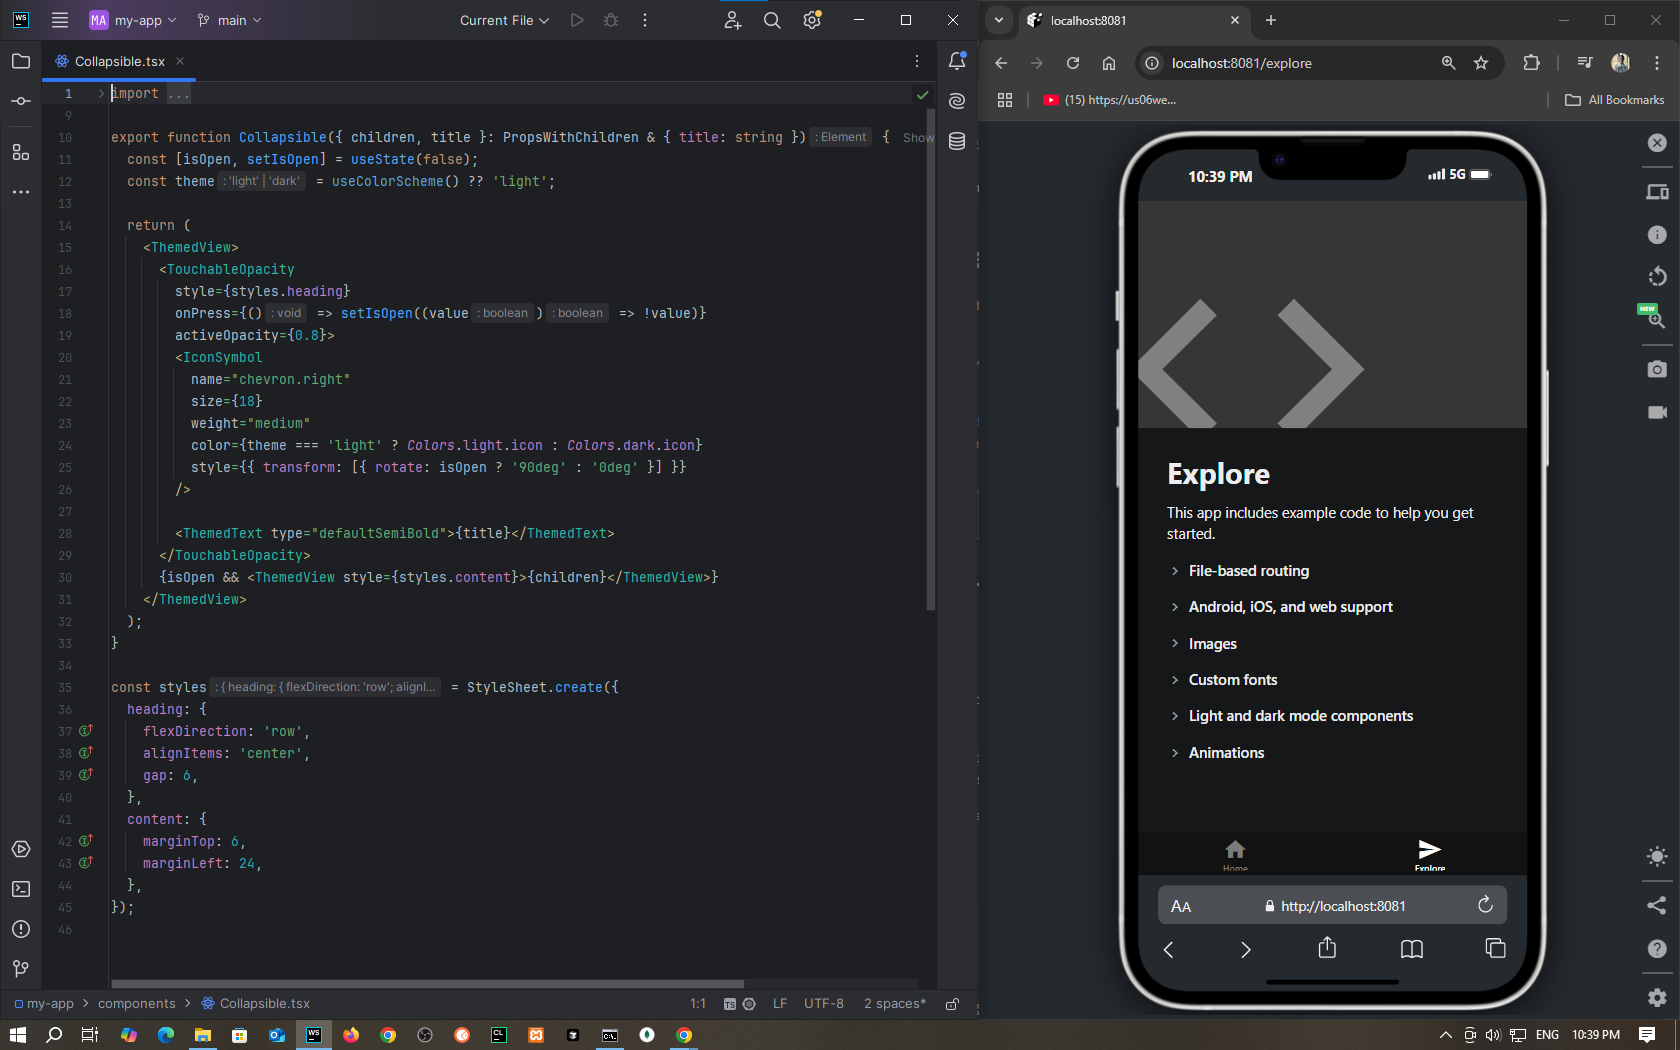 WS MA my-app main Current File
Collapsible.tsx
1 import ...
9
10 export function Collapsible({ children, title }: PropsWithChildren & { title: string }) : Element { Show
11 const [isOpen, setIsOpen] = useState(false);
12 const theme : 'light' | 'dark' = useColorScheme() ?? 'light';
13
14 return (
15 <ThemedView>
16 <TouchableOpacity
17 style={styles.heading}
18 onPress={() : void => setIsOpen((value : boolean ) : boolean => !value)}
19 activeOpacity={0.8}>
20 <IconSymbol
21 name="chevron.right"
22 size={18}
23 weight="medium"
24 color={theme === 'light' ? Colors.light.icon : Colors.dark.icon}
25 style={{ transform: [{ rotate: isOpen ? '90deg' : '0deg' }] }}
26 />
27
28 <ThemedText type="defaultSemiBold">{title}</ThemedText>
29 </TouchableOpacity>
30 {isOpen && <ThemedView style={styles.content}>{children}</ThemedView>}
31 </ThemedView>
32 );
33 }
34
35 const styles : { heading: { flexDirection: 'row'; alignI... = StyleSheet.create({
36 heading: {
37 flexDirection: 'row',
38 alignItems: 'center',
39 gap: 6,
40 },
41 content: {
42 marginTop: 6,
43 marginLeft: 24,
44 },
45 });
46
my-app > components > Collapsible.tsx 1:1 TS LF UTF-8 2 spaces*
localhost:8081
localhost:8081/explore
(15) https://us06we... All Bookmarks
10:39 PM 5G
Explore
This app includes example code to help you get
started.
File-based routing
Android, iOS, and web support
Images
Custom fonts
Light and dark mode components
Animations
Home Explore
AA http://localhost:8081
NEW
WS CL C:\. ENG 10:39 PM